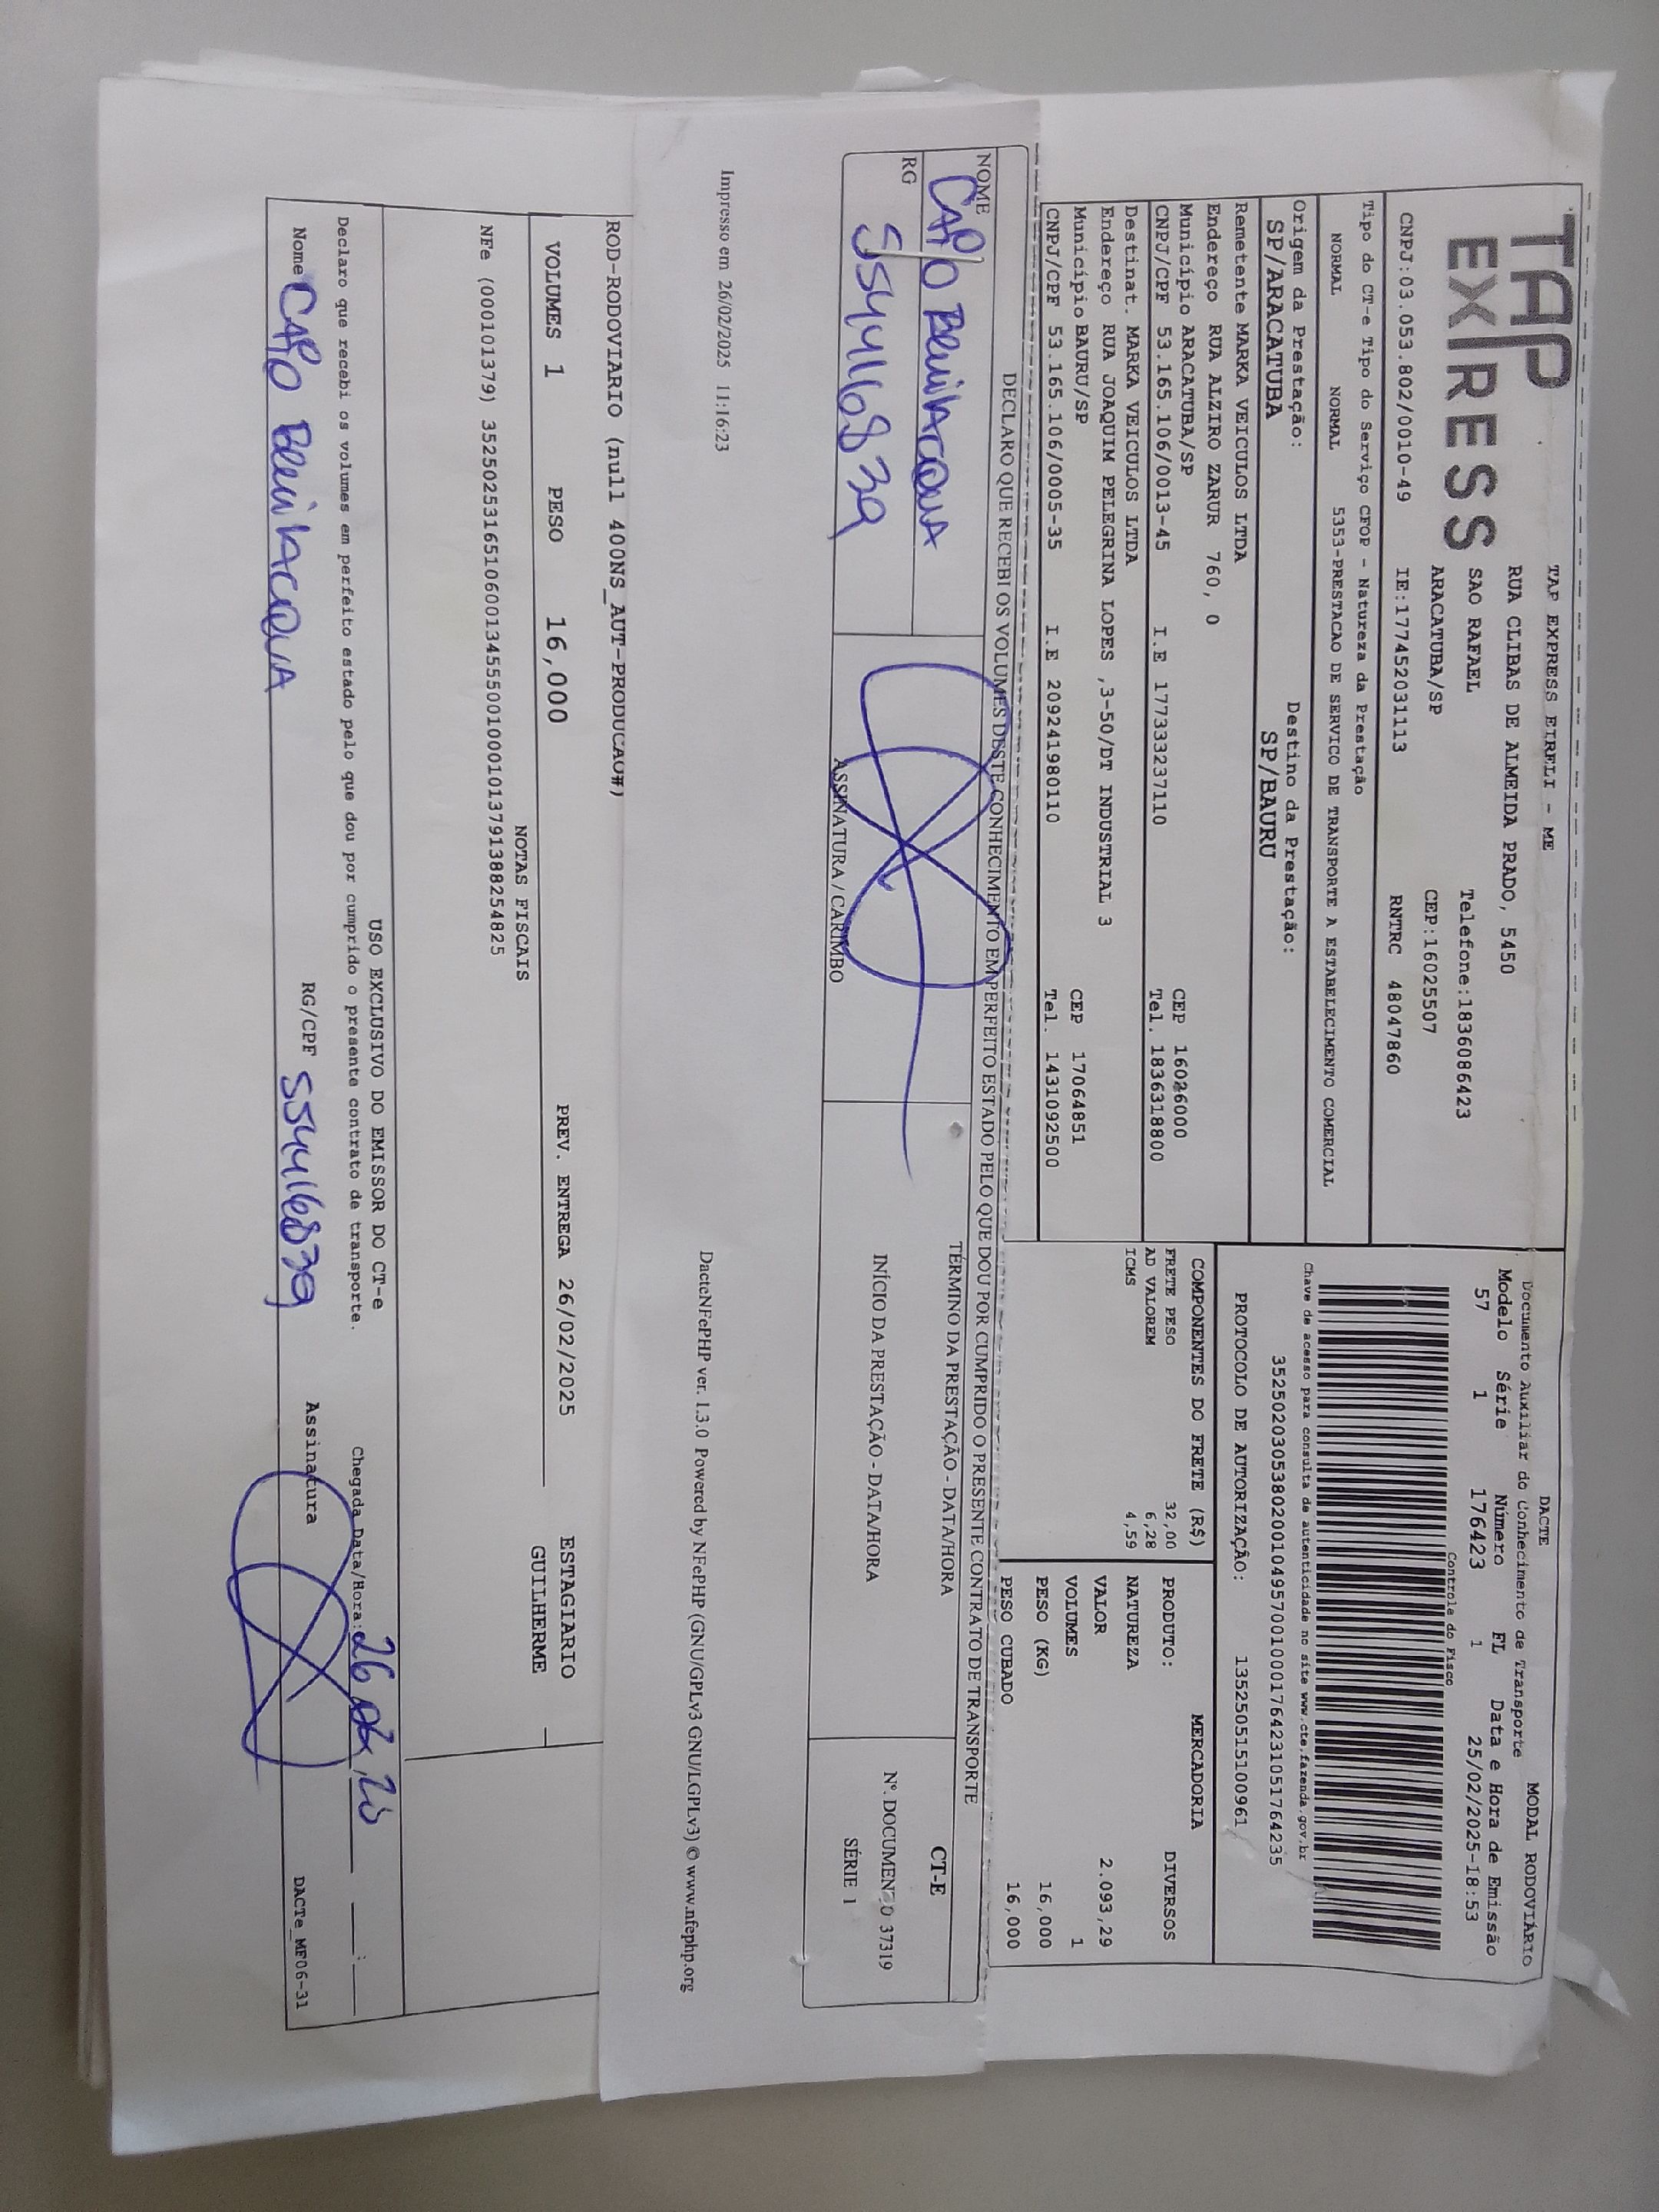 TAP
EXPRESS
TAP EXPRESS EIRELI - ME
RUA CLIBAS DE ALMEIDA PRADO, 5450
SAO RAFAEL Telefone:1836086423
ARACATUBA/SP CEP:16025507
CNPJ:03.053.802/0010-49 IE:177452031113 RNTRC 48047860
Tipo do CT-e Tipo do Serviço CFOP - Natureza da Prestação
NORMAL NORMAL 5353-PRESTACAO DE SERVICO DE TRANSPORTE A ESTABELECIMENTO COMERCIAL
Origem da Prestação: Destino da Prestação:
SP/ARACATUBA SP/BAURU
Remetente MARKA VEICULOS LTDA
Endereço RUA ALZIRO ZARUR 760, 0
Município ARACATUBA/SP CEP 16026000
CNPJ/CPF 53.165.106/0013-45 I.E 177333237110 Tel. 1836318800
Destinat. MARKA VEICULOS LTDA
Endereço RUA JOAQUIM PELEGRINA LOPES ,3-50/DT INDUSTRIAL 3
Município BAURU/SP CEP 17064851
CNPJ/CPF 53.165.106/0005-35 I.E 209241980110 Tel. 1431092500
DACTE MODAL RODOVIÁRIO
Documento Auxiliar do Conhecimento de Transporte
Modelo Série Número FL Data e Hora de Emissão
57 1 176423 1 25/02/2025-18:53
Controle do Fisco
Chave de acesso para consulta de autenticidade no site www.cte.fazenda.gov.br
35250203053802001049570010001764231051764235
PROTOCOLO DE AUTORIZAÇÃO: 135250515100961
COMPONENTES DO FRETE (R$)
FRETE PESO 32,00
AD VALOREM 6,28
ICMS 4,59
MERCADORIA
PRODUTO: DIVERSOS
NATUREZA
VALOR 2.093,29
VOLUMES 1
PESO (KG) 16,000
PESO CUBADO 16,000
DECLARO QUE RECEBI OS VOLUMES DESTE CONHECIMENTO EM PERFEITO ESTADO PELO QUE DOU POR CUMPRIDO O PRESENTE CONTRATO DE TRANSPORTE
NOME
RG 554416839
ASSINATURA / CARIMBO
TÉRMINO DA PRESTAÇÃO - DATA/HORA
INÍCIO DA PRESTAÇÃO - DATA/HORA
CT-E
Nº. DOCUMENTO 37319
SÉRIE 1
Impresso em 26/02/2025 11:16:23
DacteNFePHP ver. 1.3.0 Powered by NFePHP (GNU/GPLv3 GNU/LGPLv3) © www.nfephp.org
ROD-RODOVIARIO (null 400NS_AUT-PRODUCAO#)
VOLUMES 1 PESO 16,000 PREV. ENTREGA 26/02/2025 ESTAGIARIO
GUILHERME
NOTAS FISCAIS
NFe (000101379) 35250253165106001345550010001013791388254825
USO EXCLUSIVO DO EMISSOR DO CT-e
Declaro que recebi os volumes em perfeito estado pelo que dou por cumprido o presente contrato de transporte.
Chegada Data/Hora: 26 02 25
Nome RG/CPF 554416839 Assinatura
DACTe_MF06-31